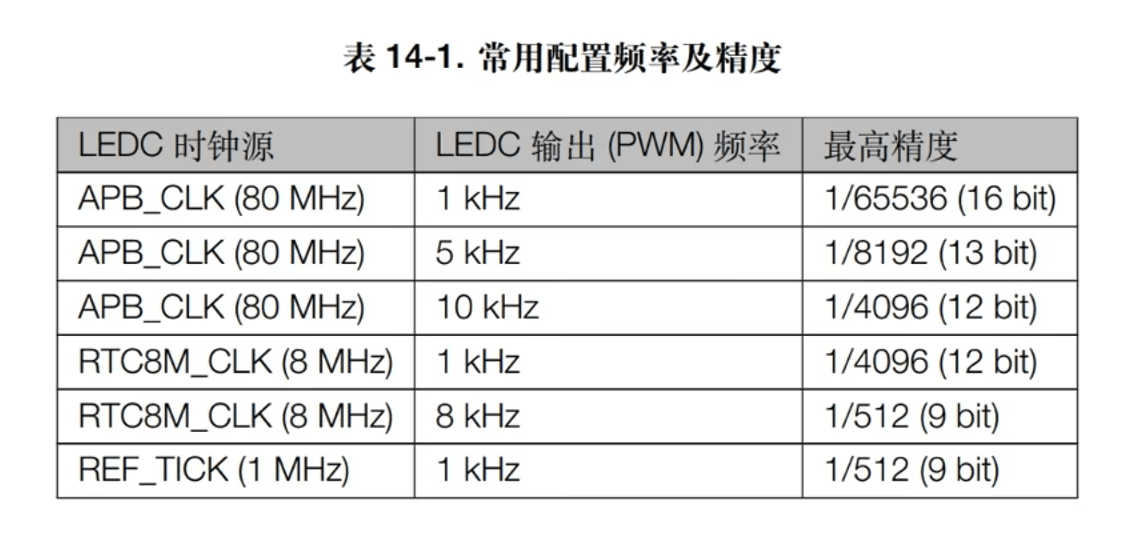 表 14-1. 常用配置频率及精度
LEDC 时钟源 LEDC 输出 (PWM) 频率 最高精度
APB_CLK (80 MHz) 1 kHz 1/65536 (16 bit)
APB_CLK (80 MHz) 5 kHz 1/8192 (13 bit)
APB_CLK (80 MHz) 10 kHz 1/4096 (12 bit)
RTC8M_CLK (8 MHz) 1 kHz 1/4096 (12 bit)
RTC8M_CLK (8 MHz) 8 kHz 1/512 (9 bit)
REF_TICK (1 MHz) 1 kHz 1/512 (9 bit)